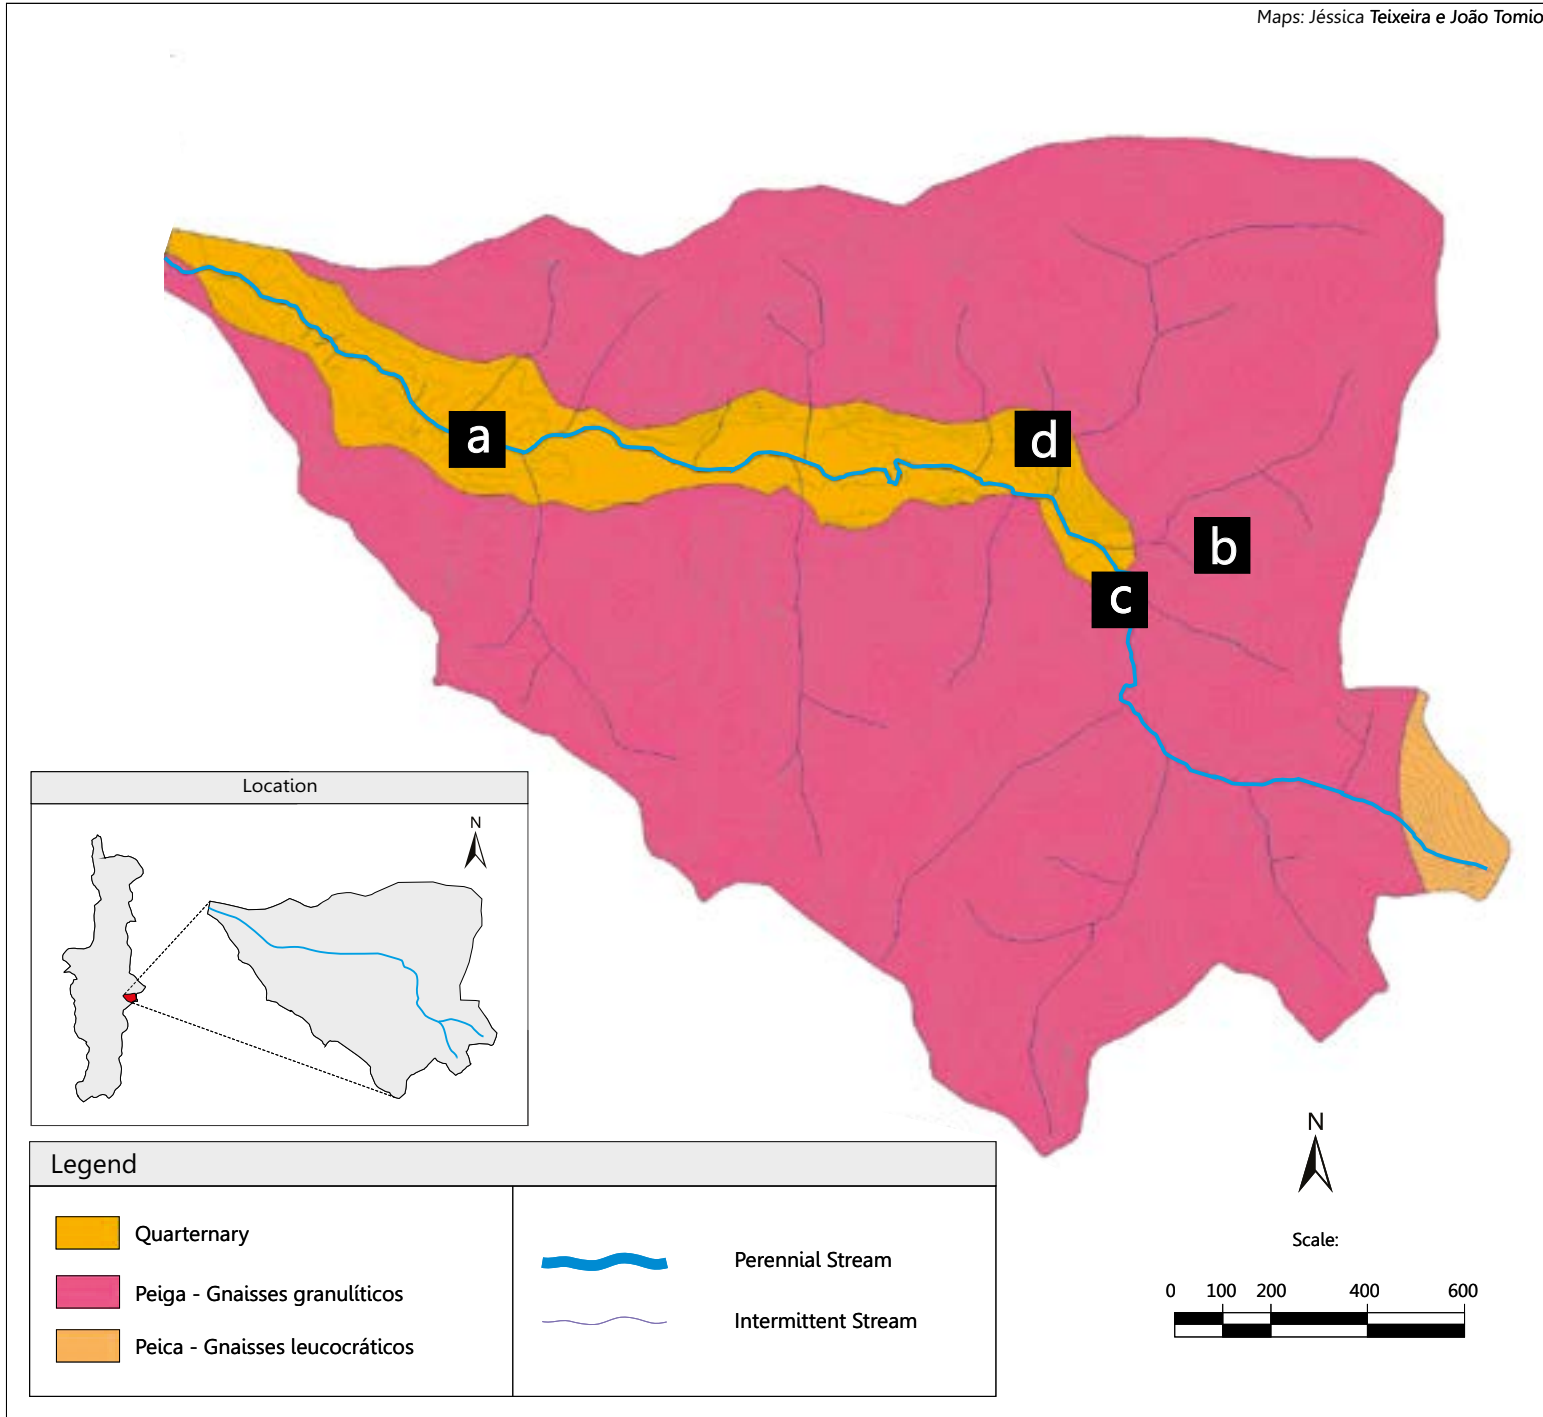 Maps: Jéssica Teixeira e João Tomio
a
d
b
c
Location
N
N
Legend
Quarternary
Peiga - Gnaisses granulíticos
Peica - Gnaisses leucocráticos
Perennial Stream
Intermittent Stream
Scale:
0 100 200 400 600